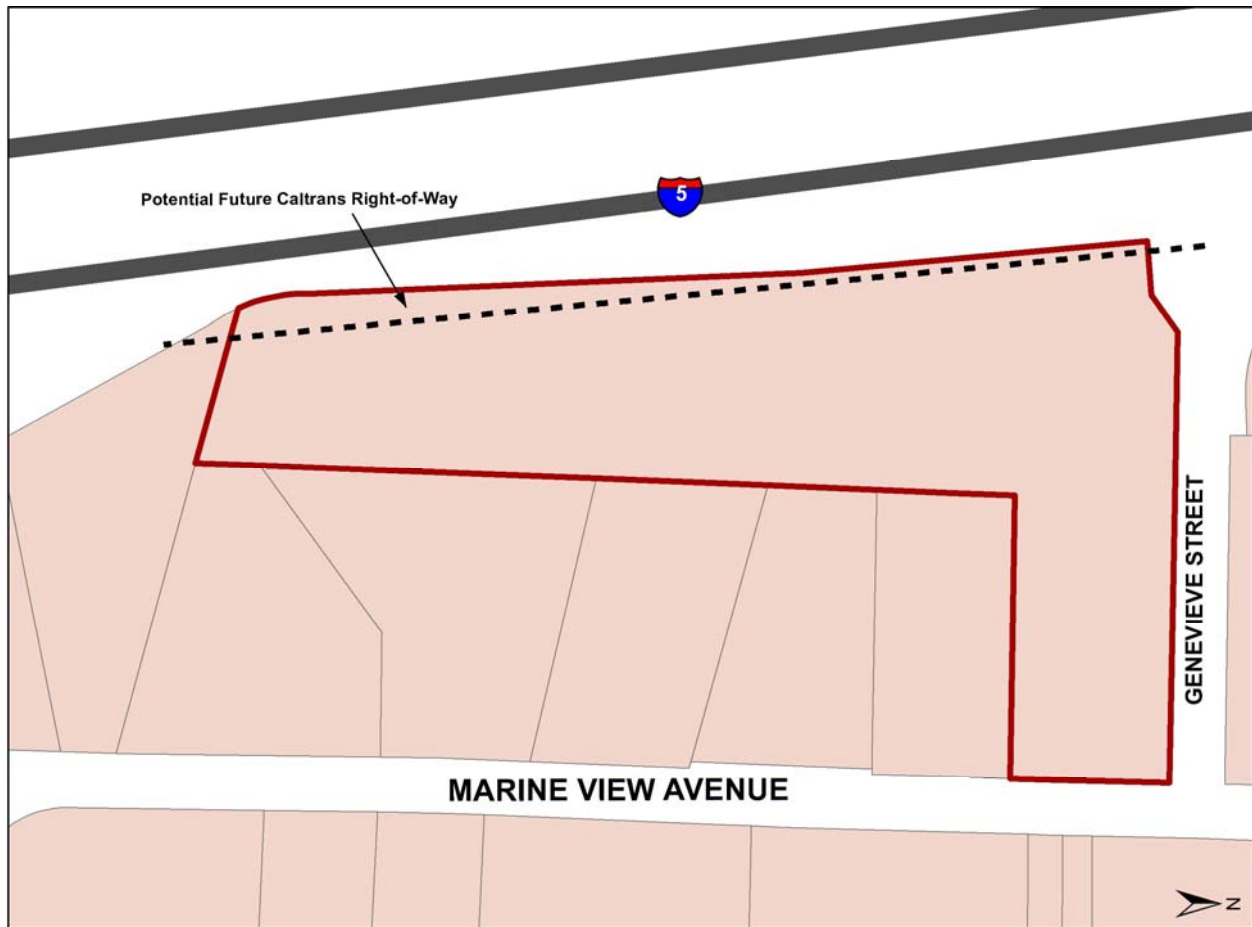 5
Potential Future Caltrans Right-of-Way
GENEVIEVE STREET
MARINE VIEW AVENUE
N